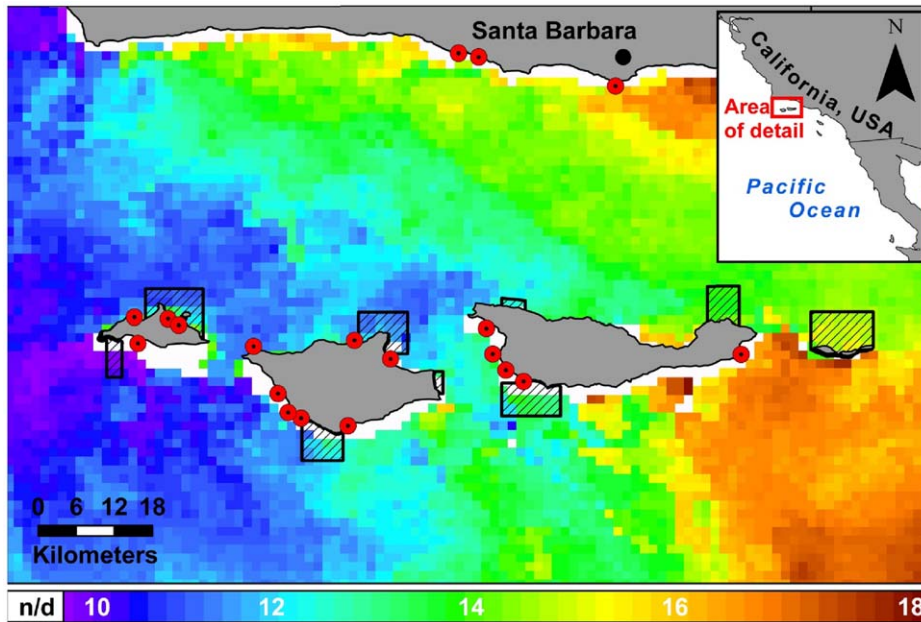 Santa Barbara
N
California, USA
Area
of detail
Pacific
Ocean
0 6 12 18
Kilometers
n/d 10 12 14 16 18